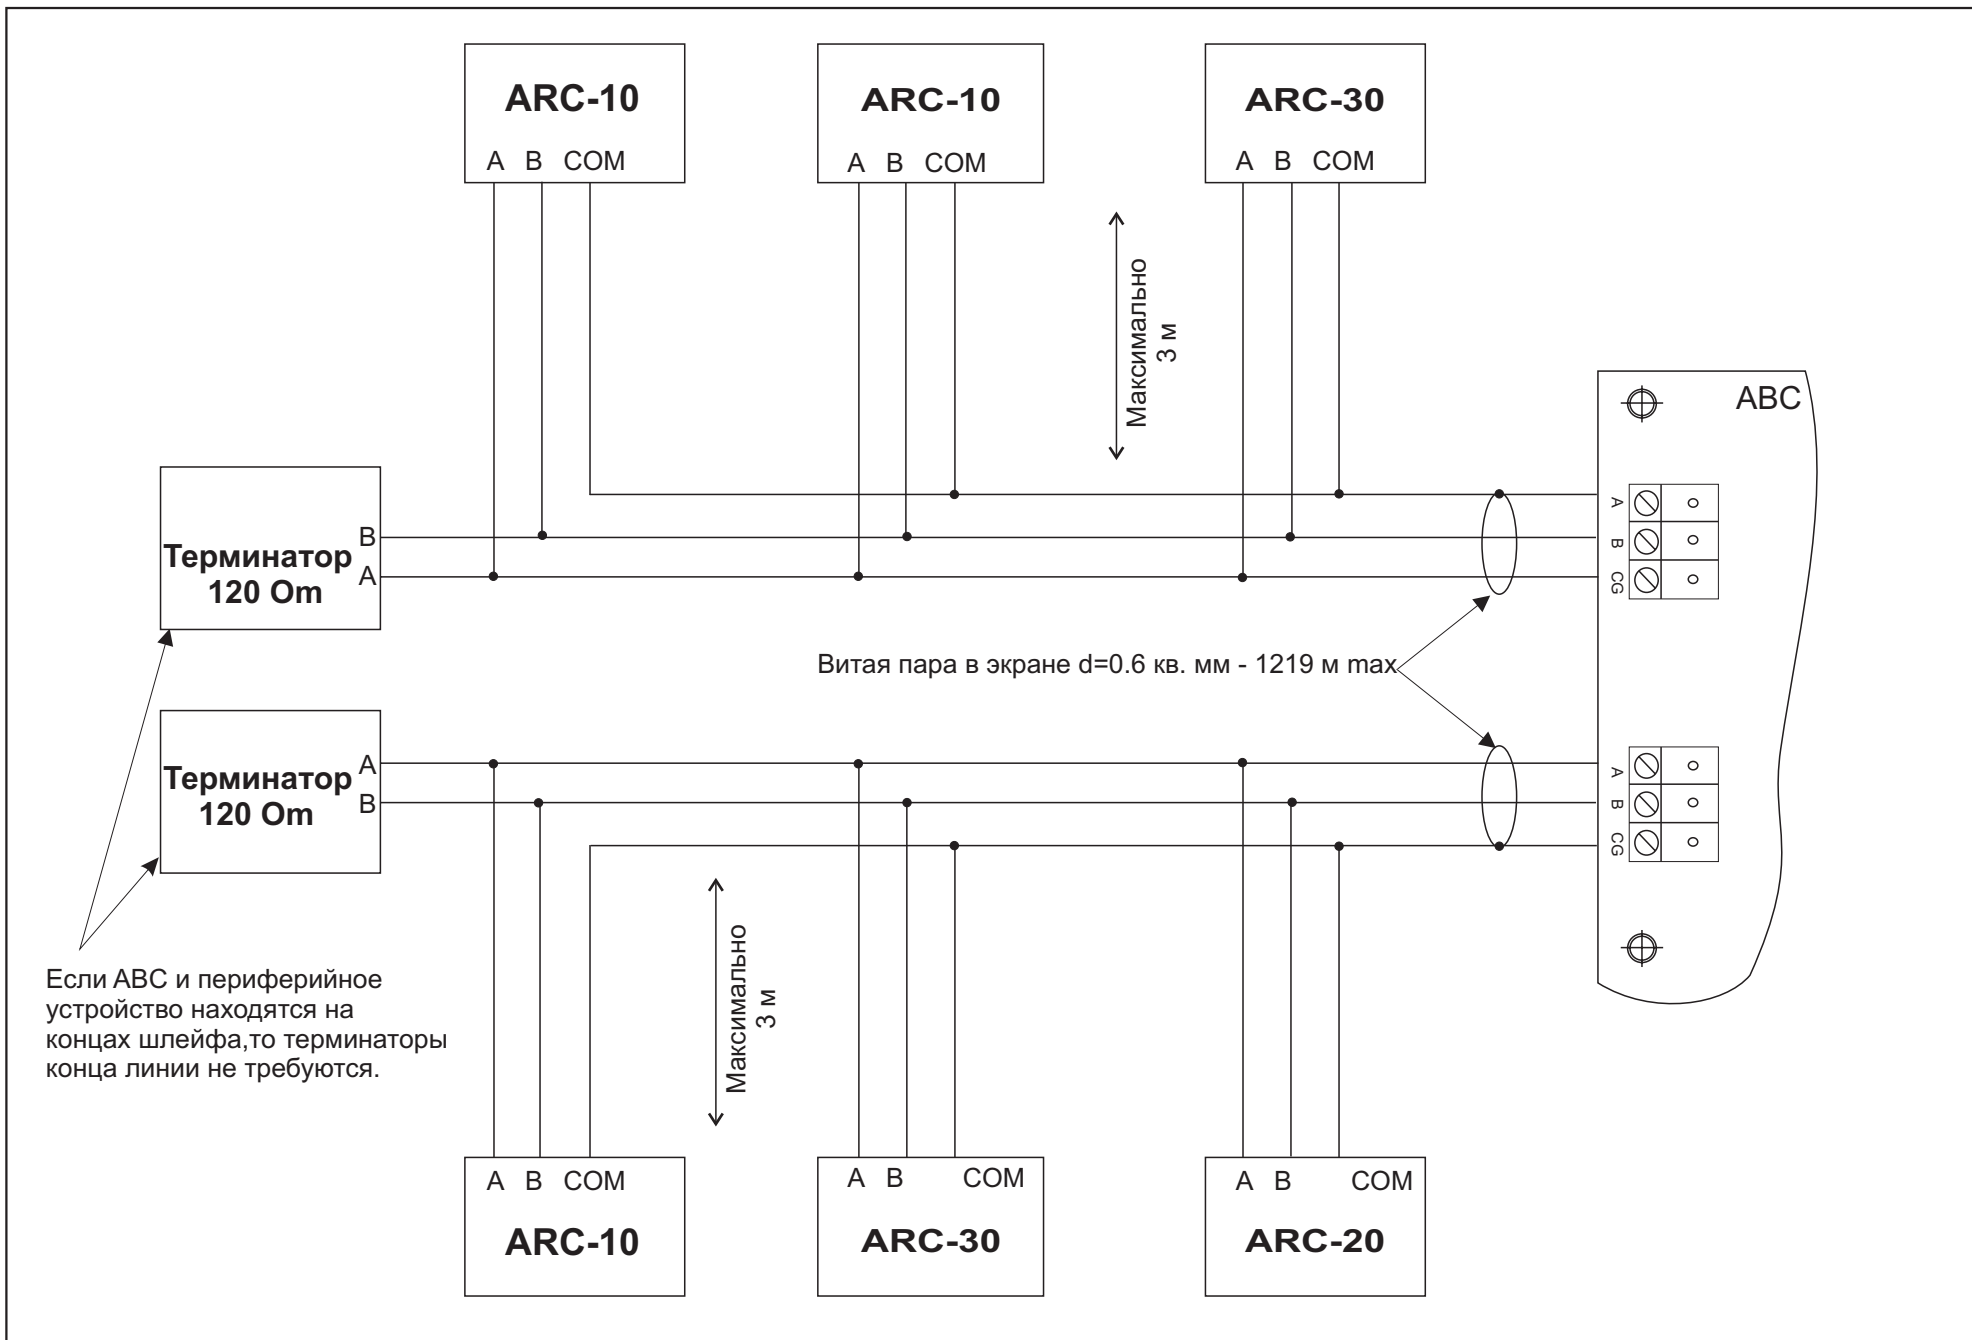 ARC-10
A B COM
ARC-10
A B COM
ARC-30
A B COM
Максимально
3 м
ABC
A
B
CG
Терминатор
120 Om
B
A
Витая пара в экране d=0.6 кв. мм - 1219 м max
Терминатор
120 Om
A
B
A
B
CG
Если ABC и периферийное
устройство находятся на
концах шлейфа,то терминаторы
конца линии не требуются.
Максимально
3 м
A B COM
ARC-10
A B COM
ARC-30
A B COM
ARC-20